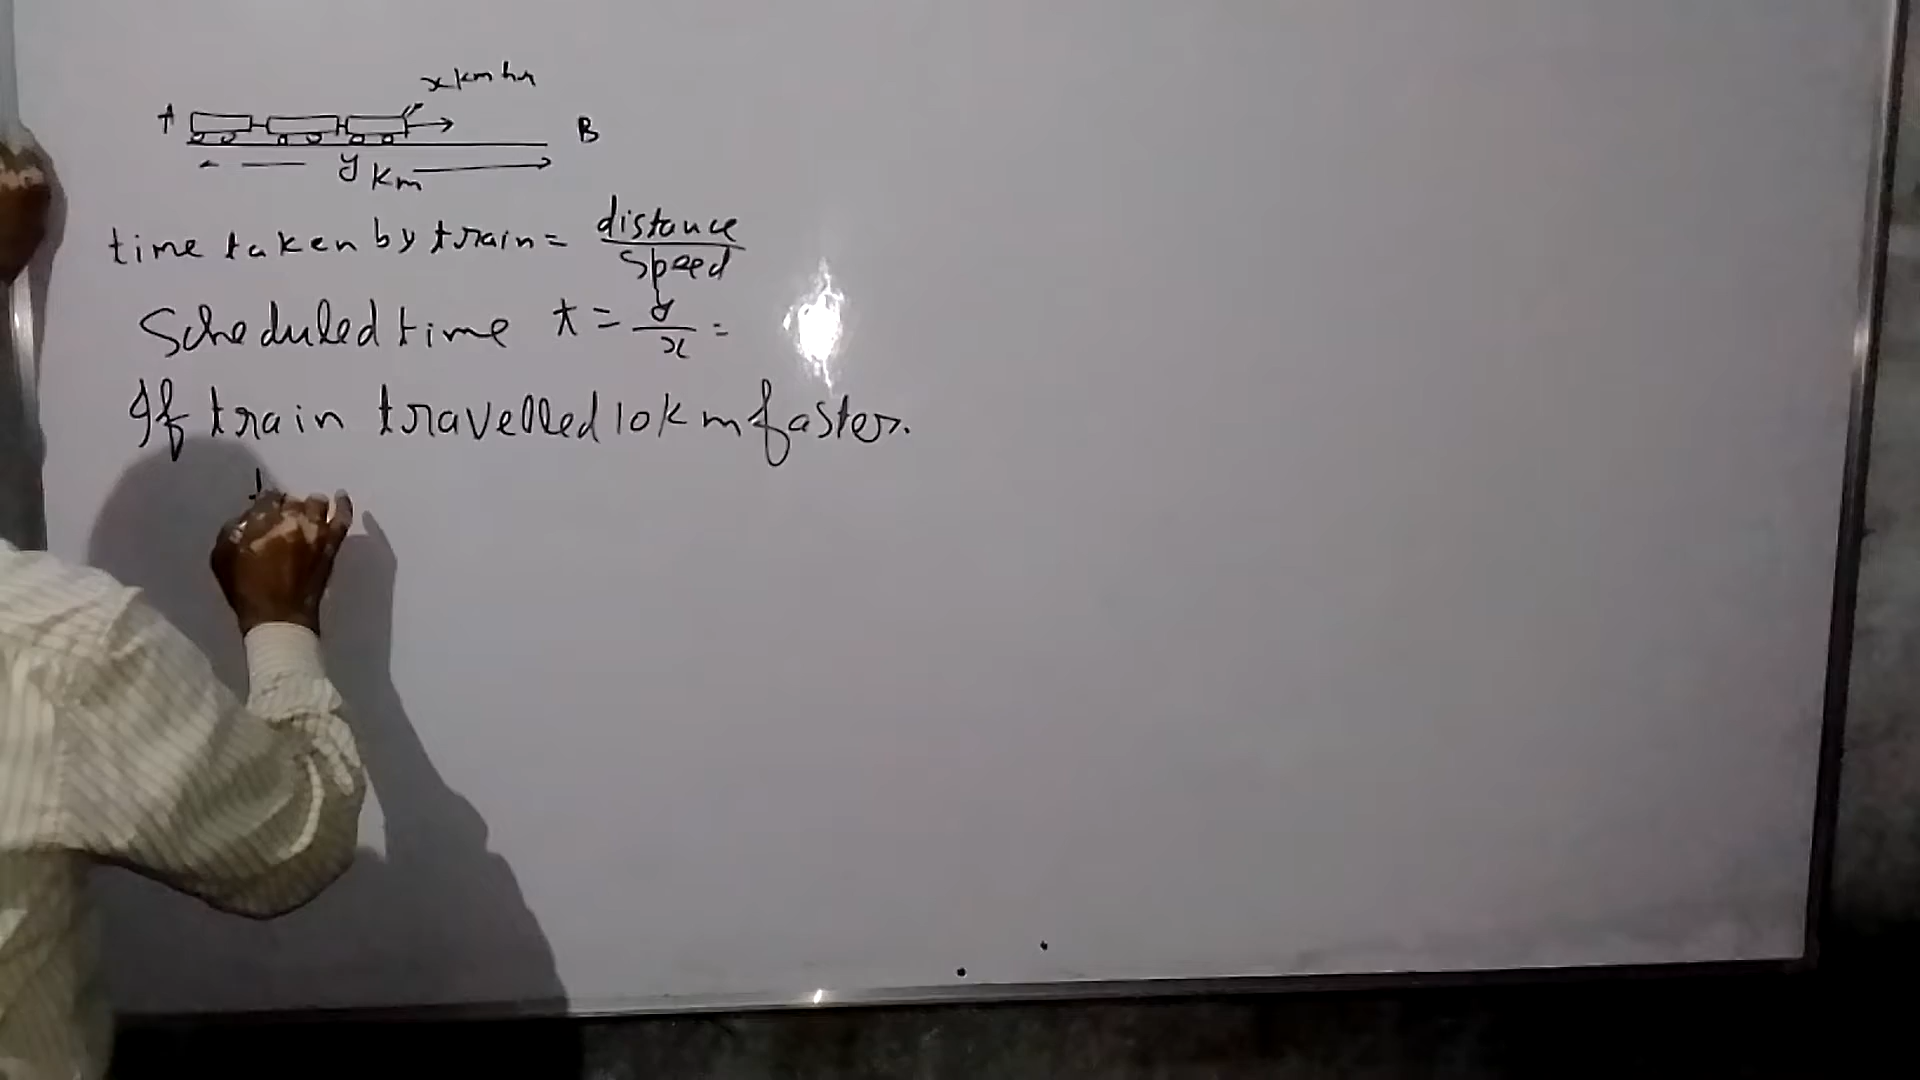 x km hr
A B
y km
time taken by train = distance / speed
Scheduled time t = y / x =
If train travelled 10 km faster.
t